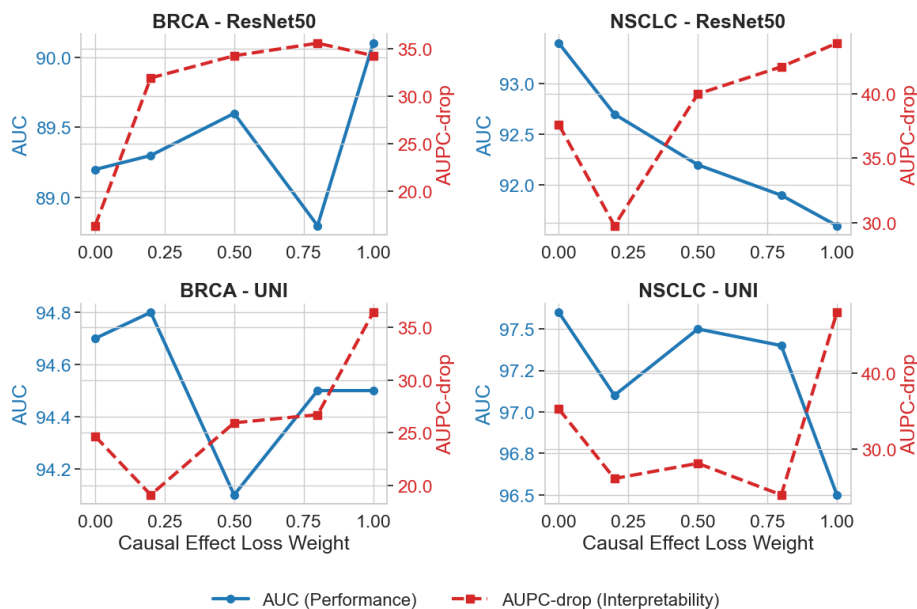 BRCA - ResNet50
90.0
89.5
89.0
AUC
35.0
30.0
25.0
20.0
AUPC-drop
0.00 0.25 0.50 0.75 1.00
NSCLC - ResNet50
93.0
92.5
92.0
AUC
40.0
35.0
30.0
AUPC-drop
0.00 0.25 0.50 0.75 1.00
BRCA - UNI
94.8
94.6
94.4
94.2
AUC
35.0
30.0
25.0
20.0
AUPC-drop
0.00 0.25 0.50 0.75 1.00
Causal Effect Loss Weight
NSCLC - UNI
97.5
97.2
97.0
96.8
96.5
AUC
40.0
30.0
AUPC-drop
0.00 0.25 0.50 0.75 1.00
Causal Effect Loss Weight
AUC (Performance) AUPC-drop (Interpretability)